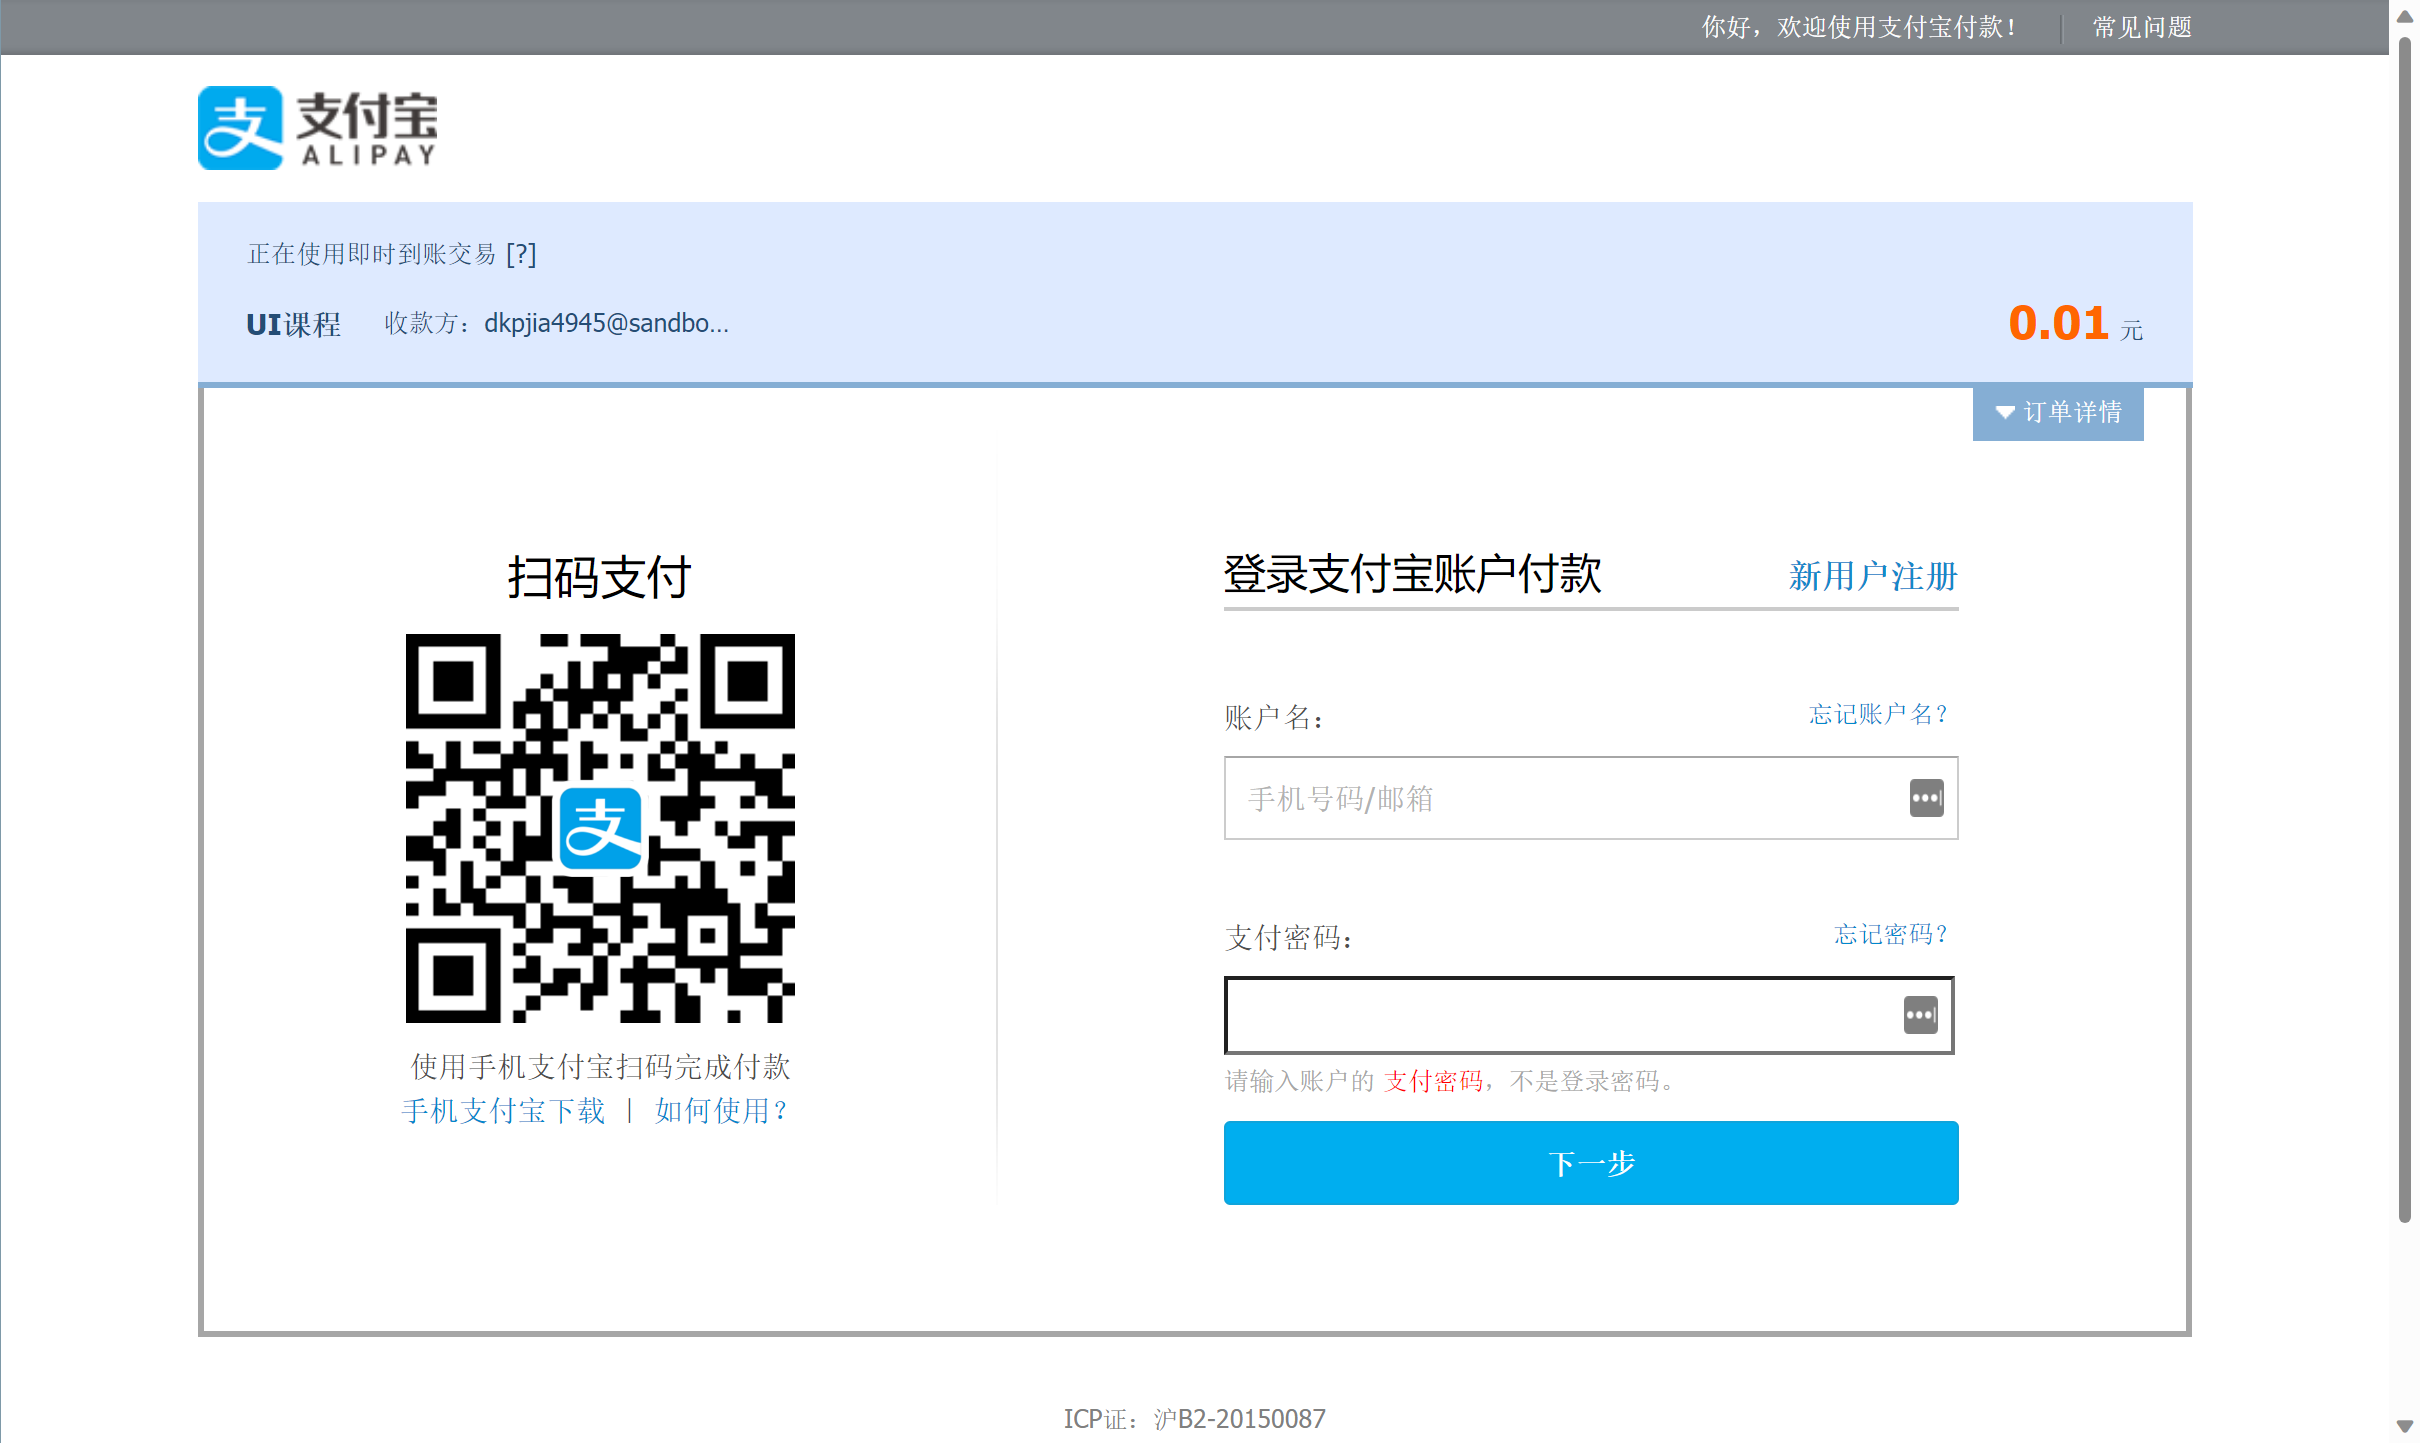 你好，欢迎使用支付宝付款！ 常见问题
支付宝
ALIPAY
正在使用即时到账交易 [?]
UI课程 收款方：dkpjia4945@sandbo...
0.01 元
订单详情
扫码支付
使用手机支付宝扫码完成付款
手机支付宝下载 | 如何使用？
登录支付宝账户付款 新用户注册
账户名： 忘记账户名？
手机号码/邮箱
支付密码： 忘记密码？
请输入账户的 支付密码，不是登录密码。
下一步
ICP证：沪B2-20150087